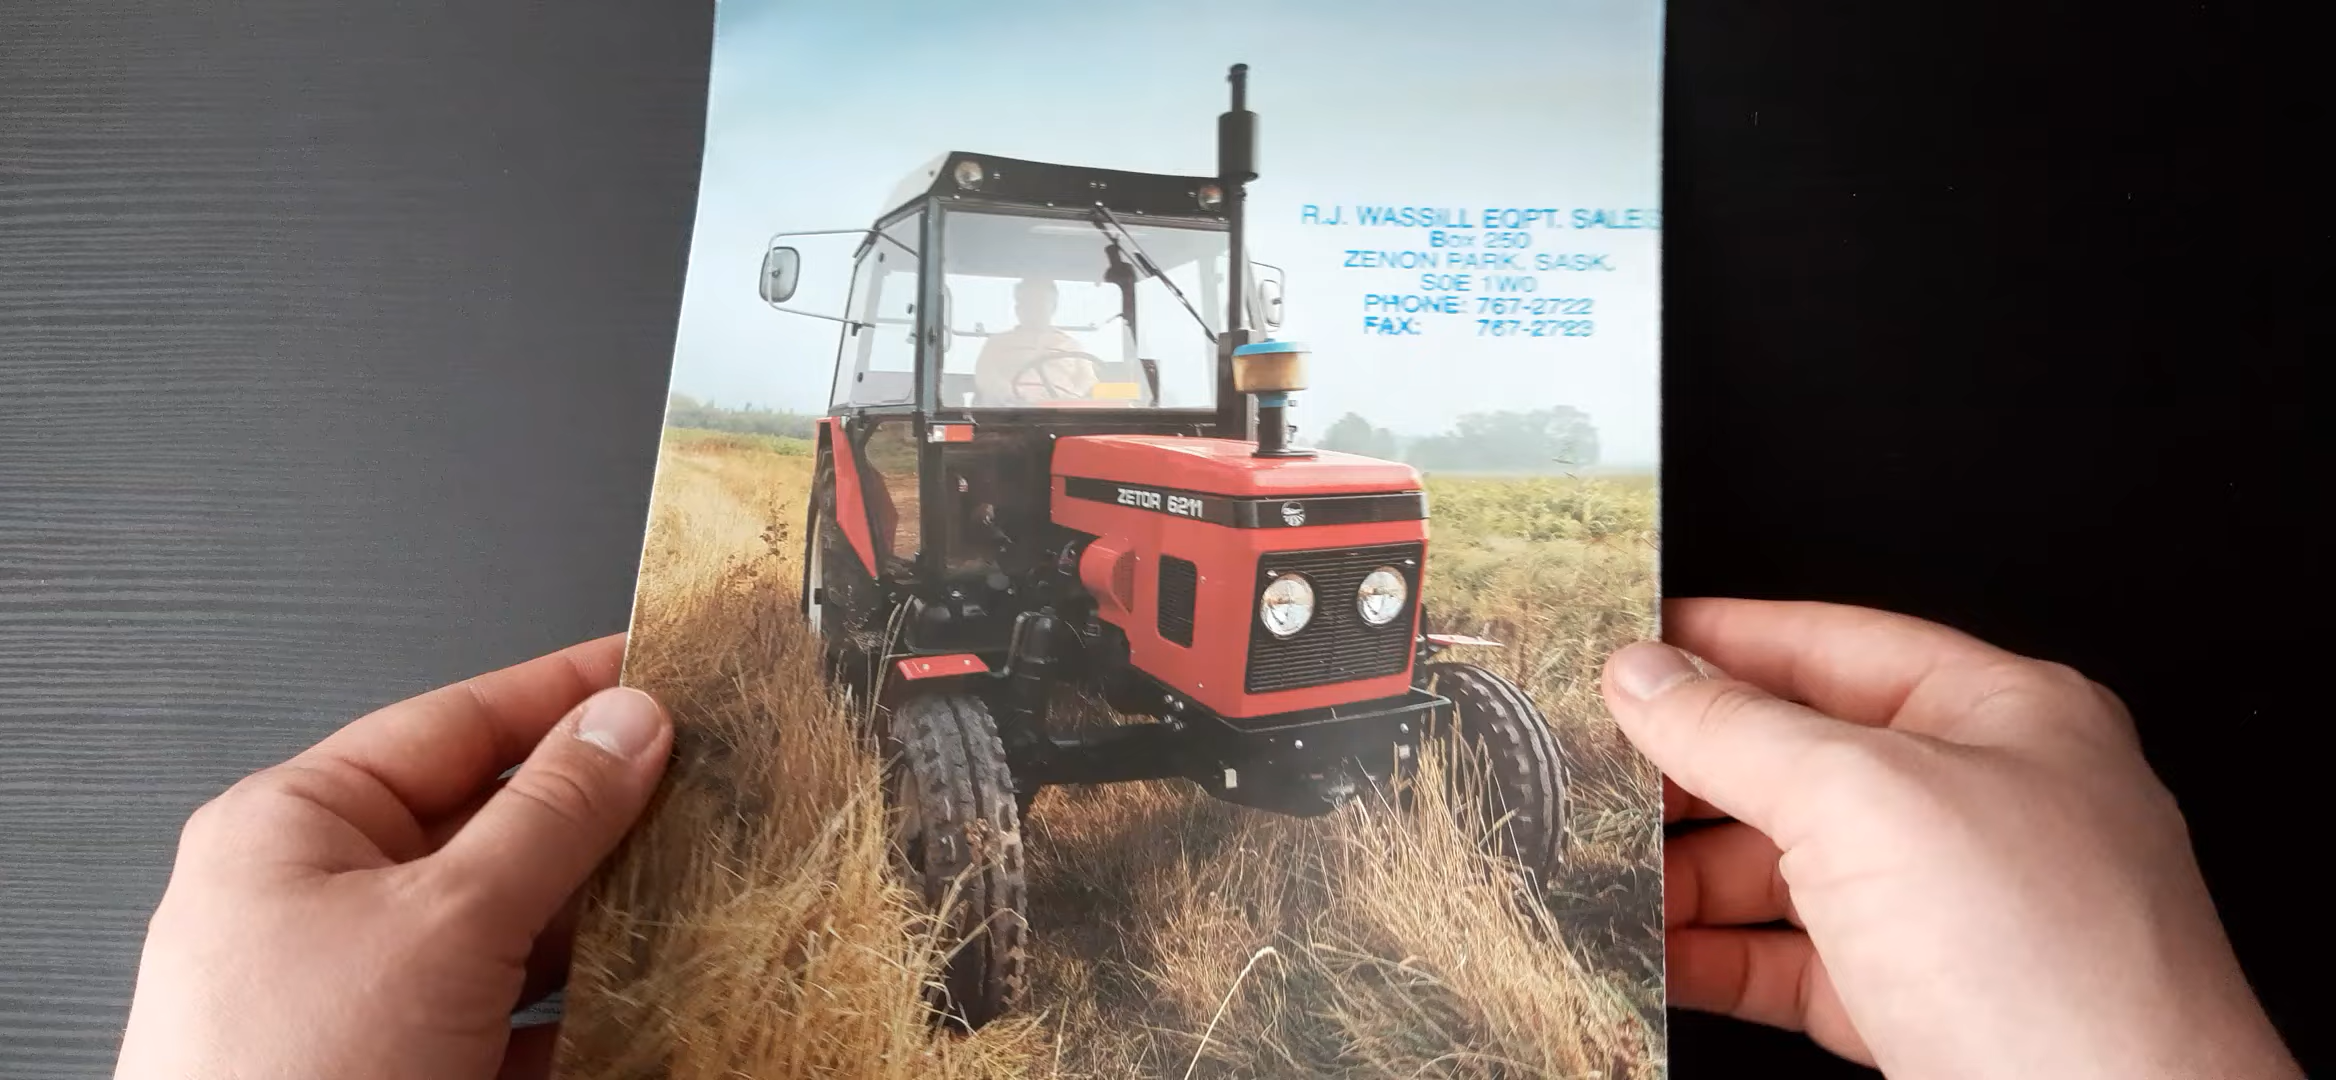 R.J. WASSILL EQPT. SALES
Box 250
ZENON PARK, SASK.
S0E 1W0
PHONE: 767-2722
FAX: 767-2723
ZETOR 6211